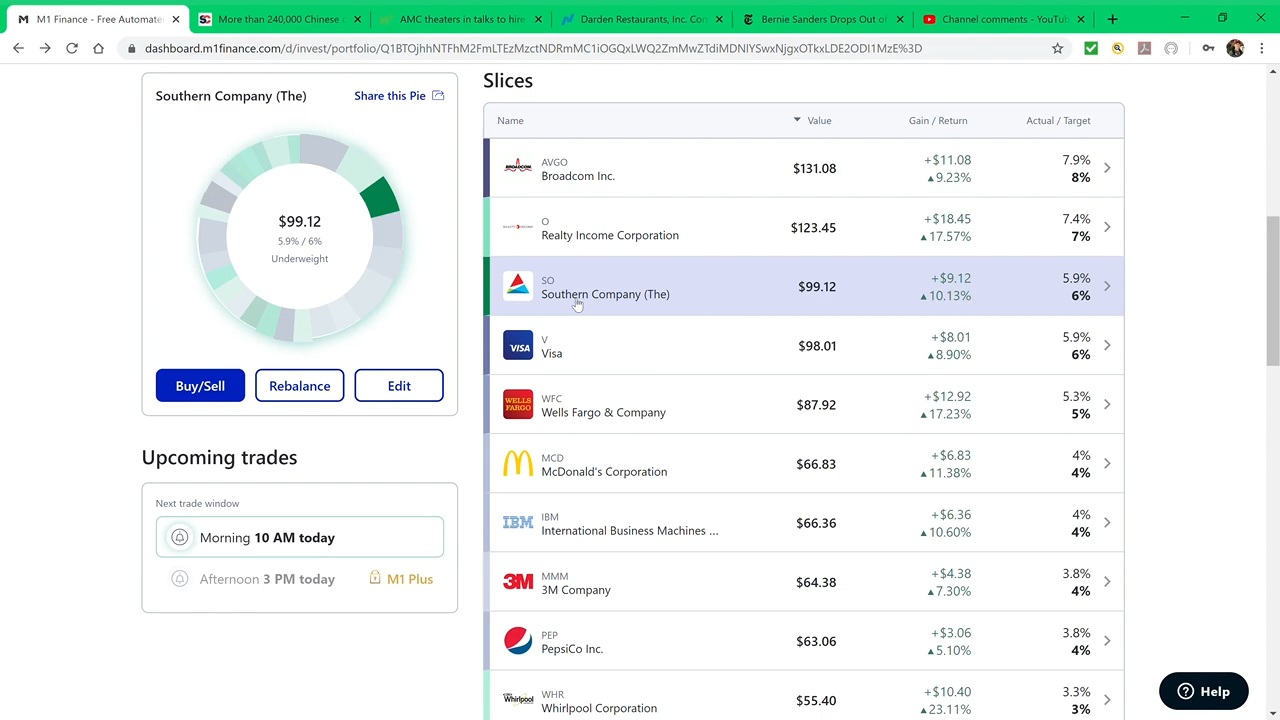 M1 Finance - Free Automate
More than 240,000 Chinese c
AMC theaters in talks to hire
Darden Restaurants, Inc. Com
Bernie Sanders Drops Out of
Channel comments - YouTub
dashboard.m1finance.com/d/invest/portfolio/
Southern Company (The)
Share this Pie
$99.12
5.9% / 6%
Underweight
Buy/Sell
Rebalance
Edit
Upcoming trades
Next trade window
Morning 10 AM today
Afternoon 3 PM today
M1 Plus
Slices
Name Value Gain / Return Actual / Target
BROADCOM
AVGO
Broadcom Inc.
$131.08
+$11.08
▲9.23%
7.9%
8%
O
Realty Income Corporation
$123.45
+$18.45
▲17.57%
7.4%
7%
SO
Southern Company (The)
$99.12
+$9.12
▲10.13%
5.9%
6%
VISA
V
Visa
$98.01
+$8.01
▲8.90%
5.9%
6%
WELLS
FARGO
WFC
Wells Fargo & Company
$87.92
+$12.92
▲17.23%
5.3%
5%
MCD
McDonald's Corporation
$66.83
+$6.83
▲11.38%
4%
4%
IBM
IBM
International Business Machines ...
$66.36
+$6.36
▲10.60%
4%
4%
3M
MMM
3M Company
$64.38
+$4.38
▲7.30%
3.8%
4%
PEP
PepsiCo Inc.
$63.06
+$3.06
▲5.10%
3.8%
4%
Whirlpool
WHR
Whirlpool Corporation
$55.40
+$10.40
▲23.11%
3.3%
3%
Help